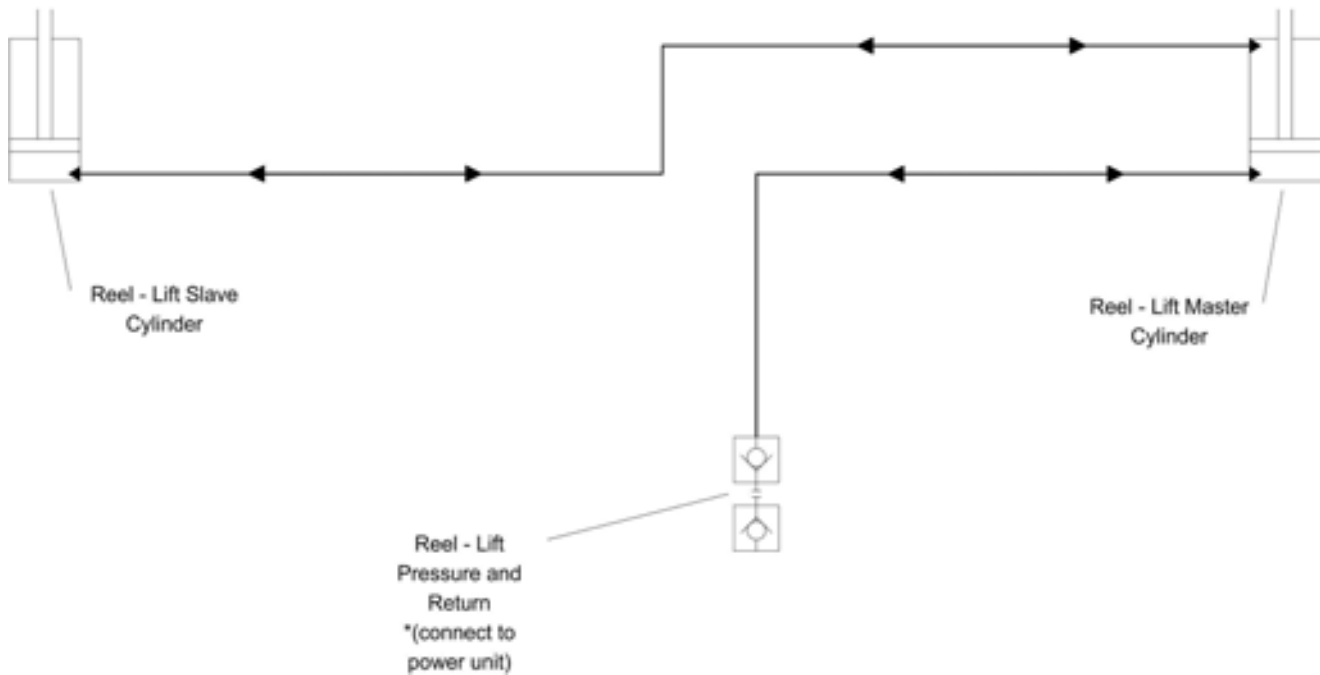 Reel - Lift Slave
Cylinder
Reel - Lift Master
Cylinder
Reel - Lift
Pressure and
Return
*(connect to
power unit)